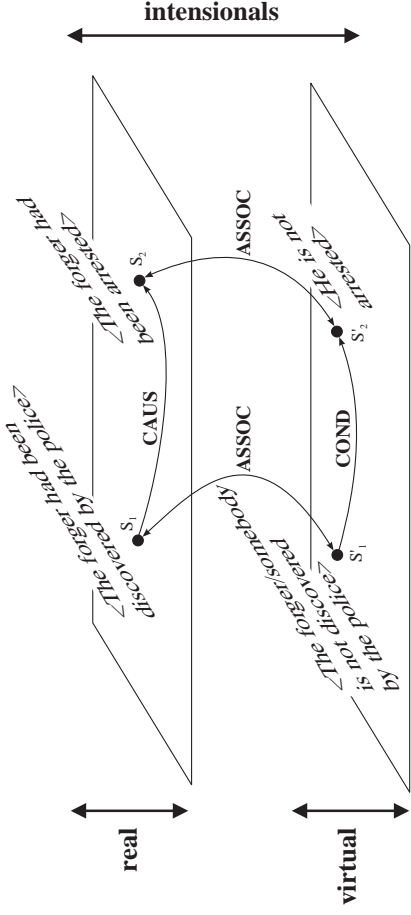 intensionals
real
<The forger had been
discovered by the police>
S₁
CAUS
<The forger had
been arrested>
S₂
ASSOC
ASSOC
virtual
<The forger/somebody
is not discovered
by the police>
S'₁
COND
<He is not
arrested>
S'₂